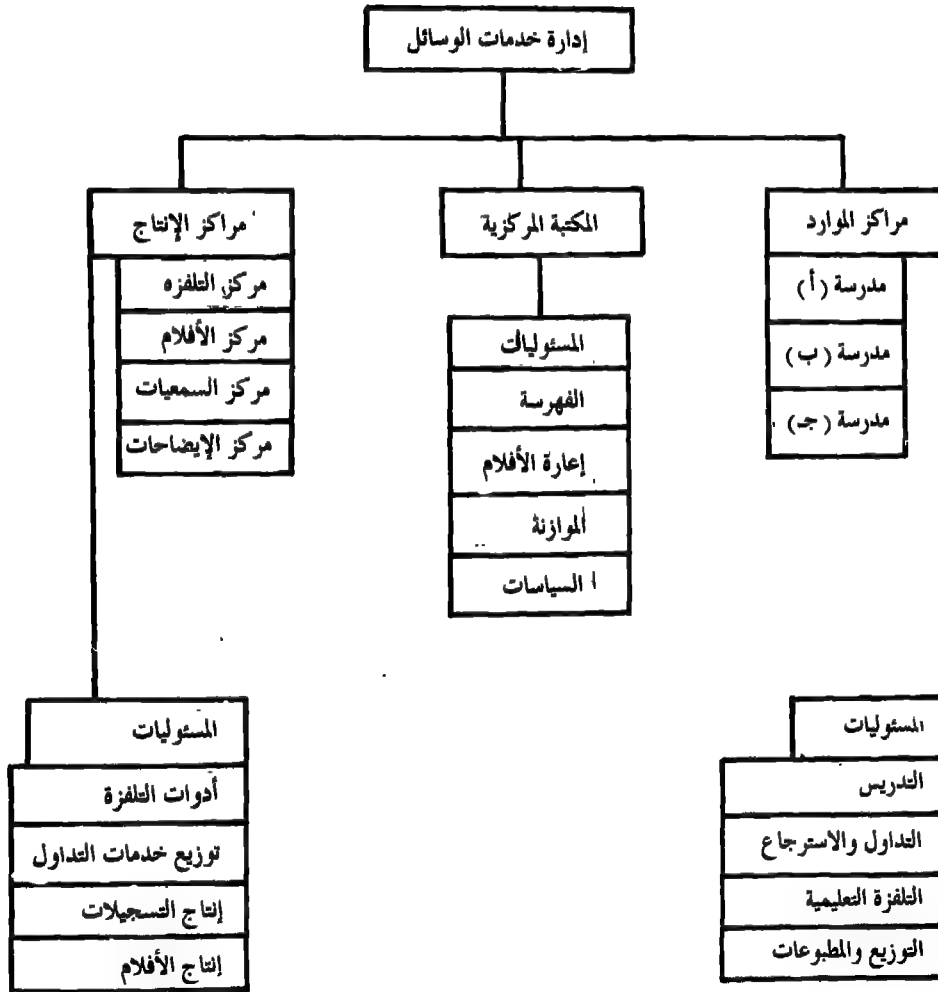 إدارة خدمات الوسائل
مراكز الموارد
مدرسة (أ)
مدرسة (ب)
مدرسة (جـ)
المكتبة المركزية
المسئوليات
الفهرسة
إعارة الأفلام
الموازنة
السياسات
مراكز الإنتاج
مركز التلفزه
مركز الأفلام
مركز السمعيات
مركز الإيضاحات
المسئوليات
التدريس
التداول والاسترجاع
التلفزة التعليمية
التوزيع والمطبوعات
المسئوليات
أدوات التلفزة
توزيع خدمات التداول
إنتاج التسجيلات
إنتاج الأفلام